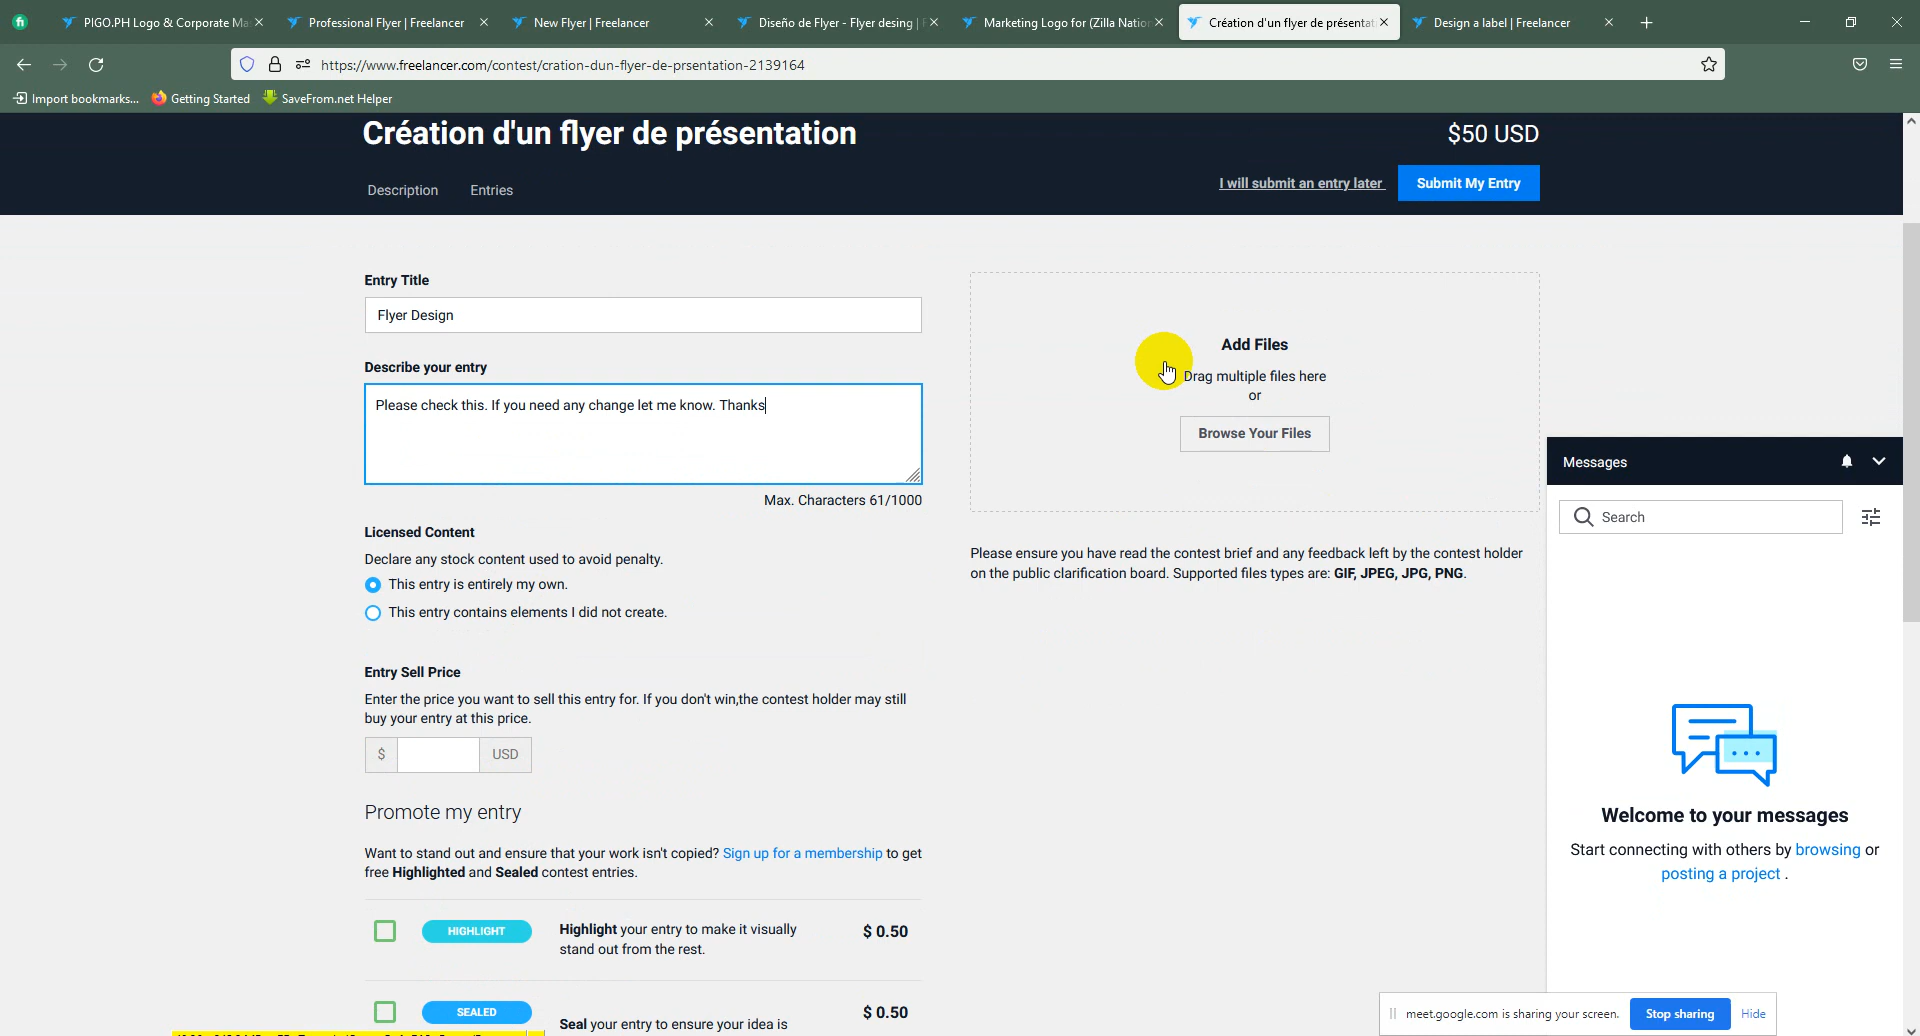 PIGO.PH Logo & Corporate Ma
Professional Flyer | Freelancer
New Flyer | Freelancer
Diseño de Flyer - Flyer desing |
Marketing Logo for (Zilla Nation
Création d'un flyer de présentat
Design a label | Freelancer
https://www.freelancer.com/contest/cration-dun-flyer-de-prsentation-2139164
Import bookmarks...
Getting Started
SaveFrom.net Helper
Création d'un flyer de présentation
$50 USD
Description
Entries
I will submit an entry later
Submit My Entry
Entry Title
Flyer Design
Describe your entry
Please check this. If you need any change let me know. Thanks
Max. Characters 61/1000
Licensed Content
Declare any stock content used to avoid penalty.
This entry is entirely my own.
This entry contains elements I did not create.
Entry Sell Price
Enter the price you want to sell this entry for. If you don't win,the contest holder may still
buy your entry at this price.
$ USD
Promote my entry
Want to stand out and ensure that your work isn't copied? Sign up for a membership to get
free Highlighted and Sealed contest entries.
HIGHLIGHT
Highlight your entry to make it visually
stand out from the rest.
$ 0.50
SEALED
Seal your entry to ensure your idea is
$ 0.50
Add Files
Drag multiple files here
or
Browse Your Files
Please ensure you have read the contest brief and any feedback left by the contest holder
on the public clarification board. Supported files types are: GIF, JPEG, JPG, PNG.
Messages
Search
Welcome to your messages
Start connecting with others by browsing or
posting a project .
meet.google.com is sharing your screen.
Stop sharing
Hide